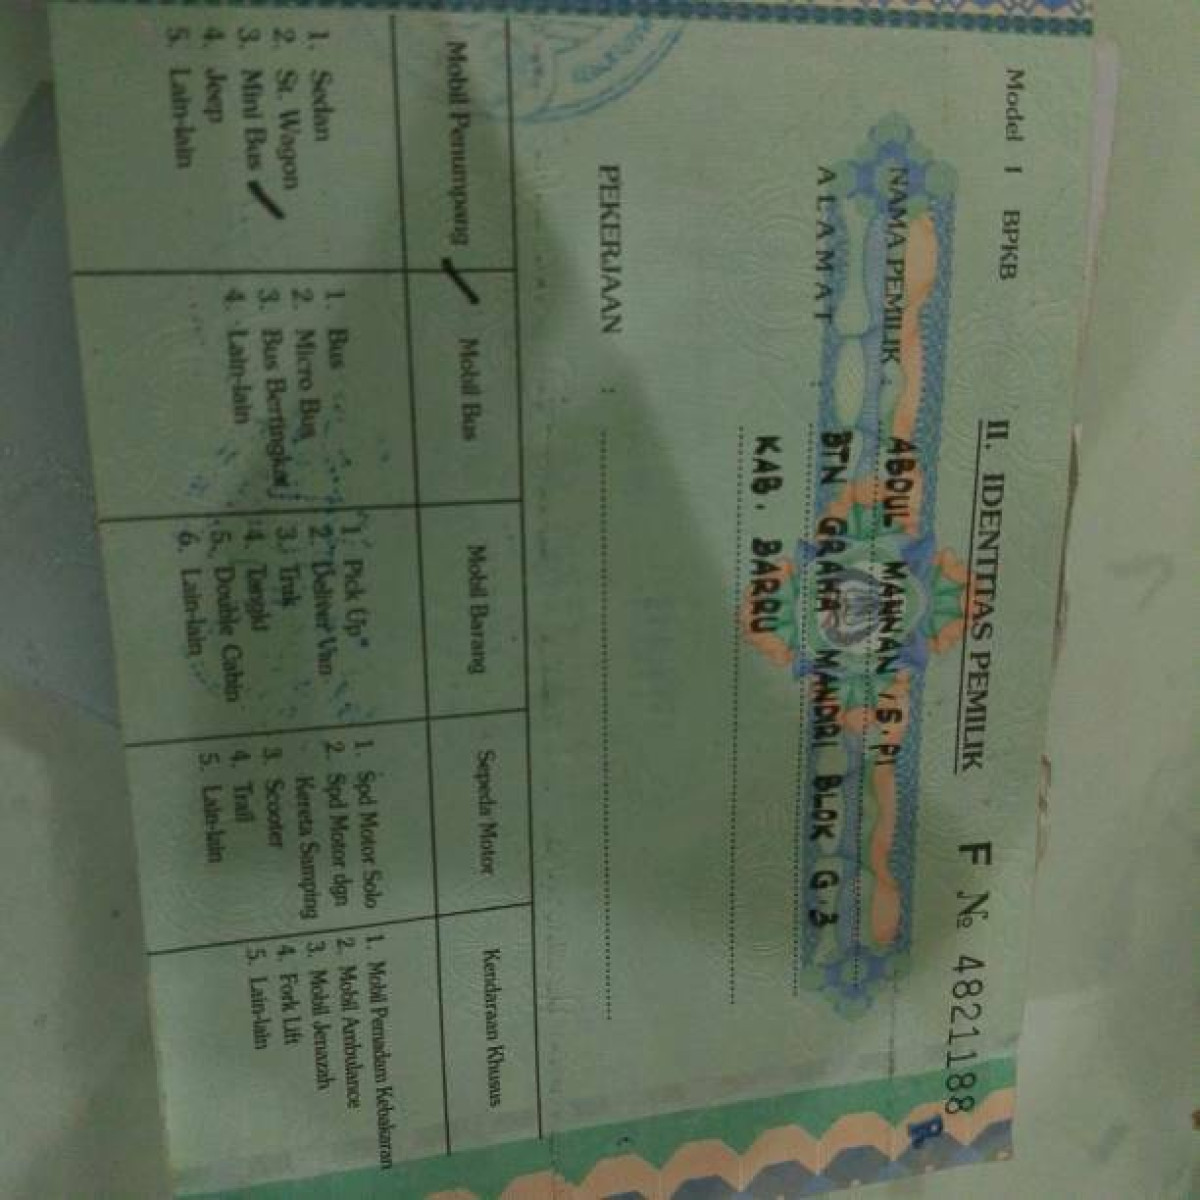 Model I BPKB
II. IDENTITAS PEMILIK
F № 4821188
NAMA PEMILIK : ABDUL MANNAN /S.PI
ALAMAT : BTN GRAHA MANDIRI BLOK G.3
KAB. BARRU
PEKERJAAN :
Mobil Penumpang
1. Sedan
2. St. Wagon
3. Mini Bus
4. Jeep
5. Lain-lain
Mobil Bus
1. Bus
2. Micro Bus
3. Bus Bertingkat
4. Lain-lain
Mobil Barang
1. Pick Up
2. Deliver Van
3. Truk
4. Tangki
5. Double Cabin
6. Lain-lain
Sepeda Motor
1. Spd Motor Solo
2. Spd Motor dgn
Kereta Samping
3. Scooter
4. Trail
5. Lain-lain
Kendaraan Khusus
1. Mobil Pemadam Kebakaran
2. Mobil Ambulance
3. Mobil Jenazah
4. Fork Lift
5. Lain-lain
R